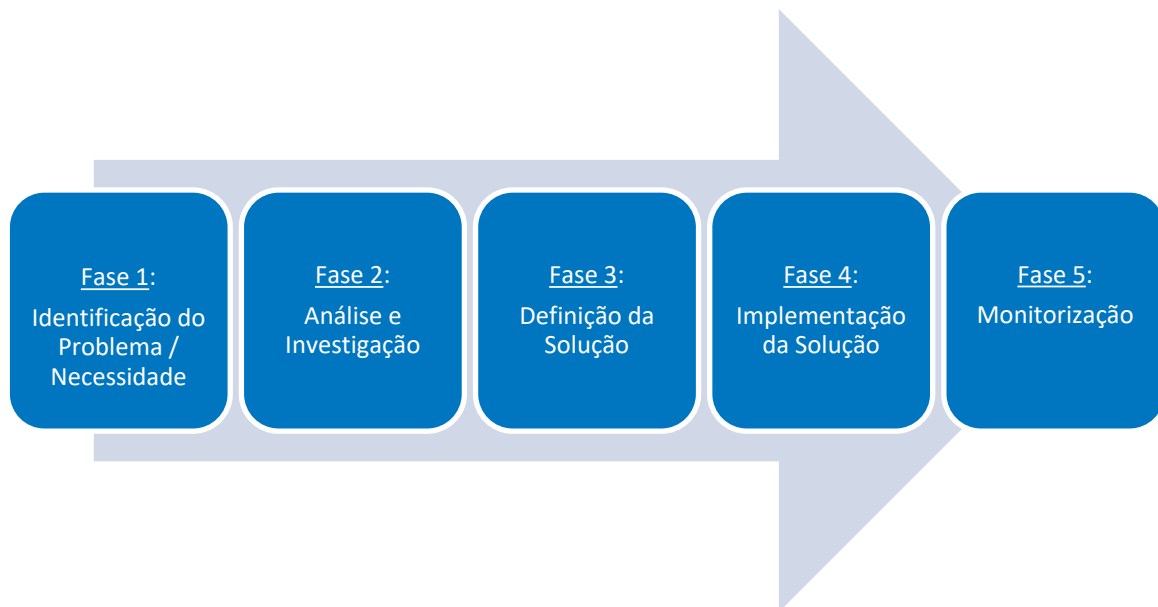 Fase 1:
Identificação do
Problema /
Necessidade
Fase 2:
Análise e
Investigação
Fase 3:
Definição da
Solução
Fase 4:
Implementação
da Solução
Fase 5:
Monitorização